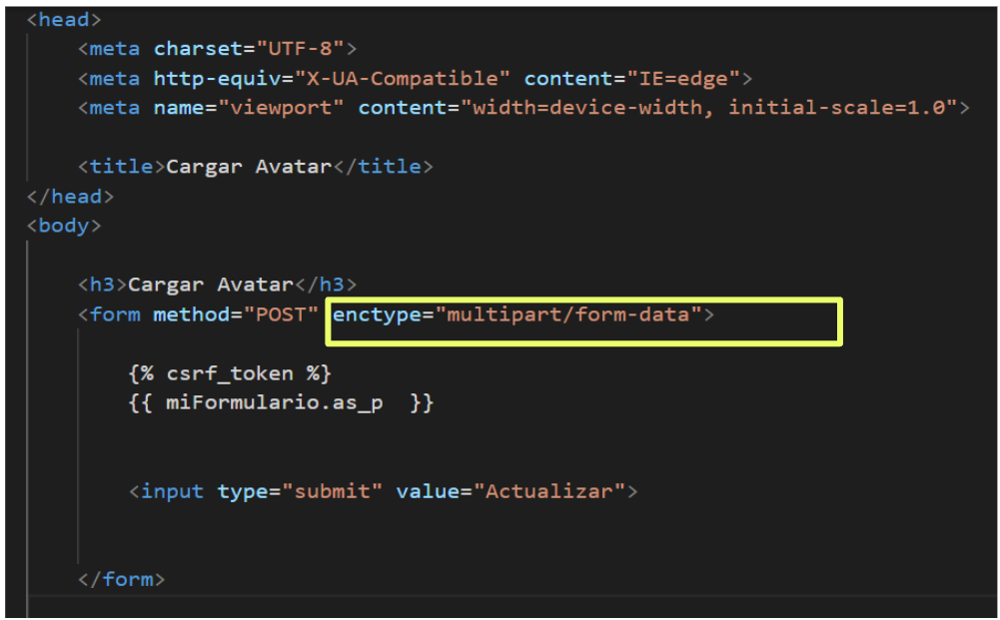 <head>
<meta charset="UTF-8">
<meta http-equiv="X-UA-Compatible" content="IE=edge">
<meta name="viewport" content="width=device-width, initial-scale=1.0">
<title>Cargar Avatar</title>
</head>
<body>
<h3>Cargar Avatar</h3>
<form method="POST" enctype="multipart/form-data">
{% csrf_token %}
{{ miFormulario.as_p  }}
<input type="submit" value="Actualizar">
</form>